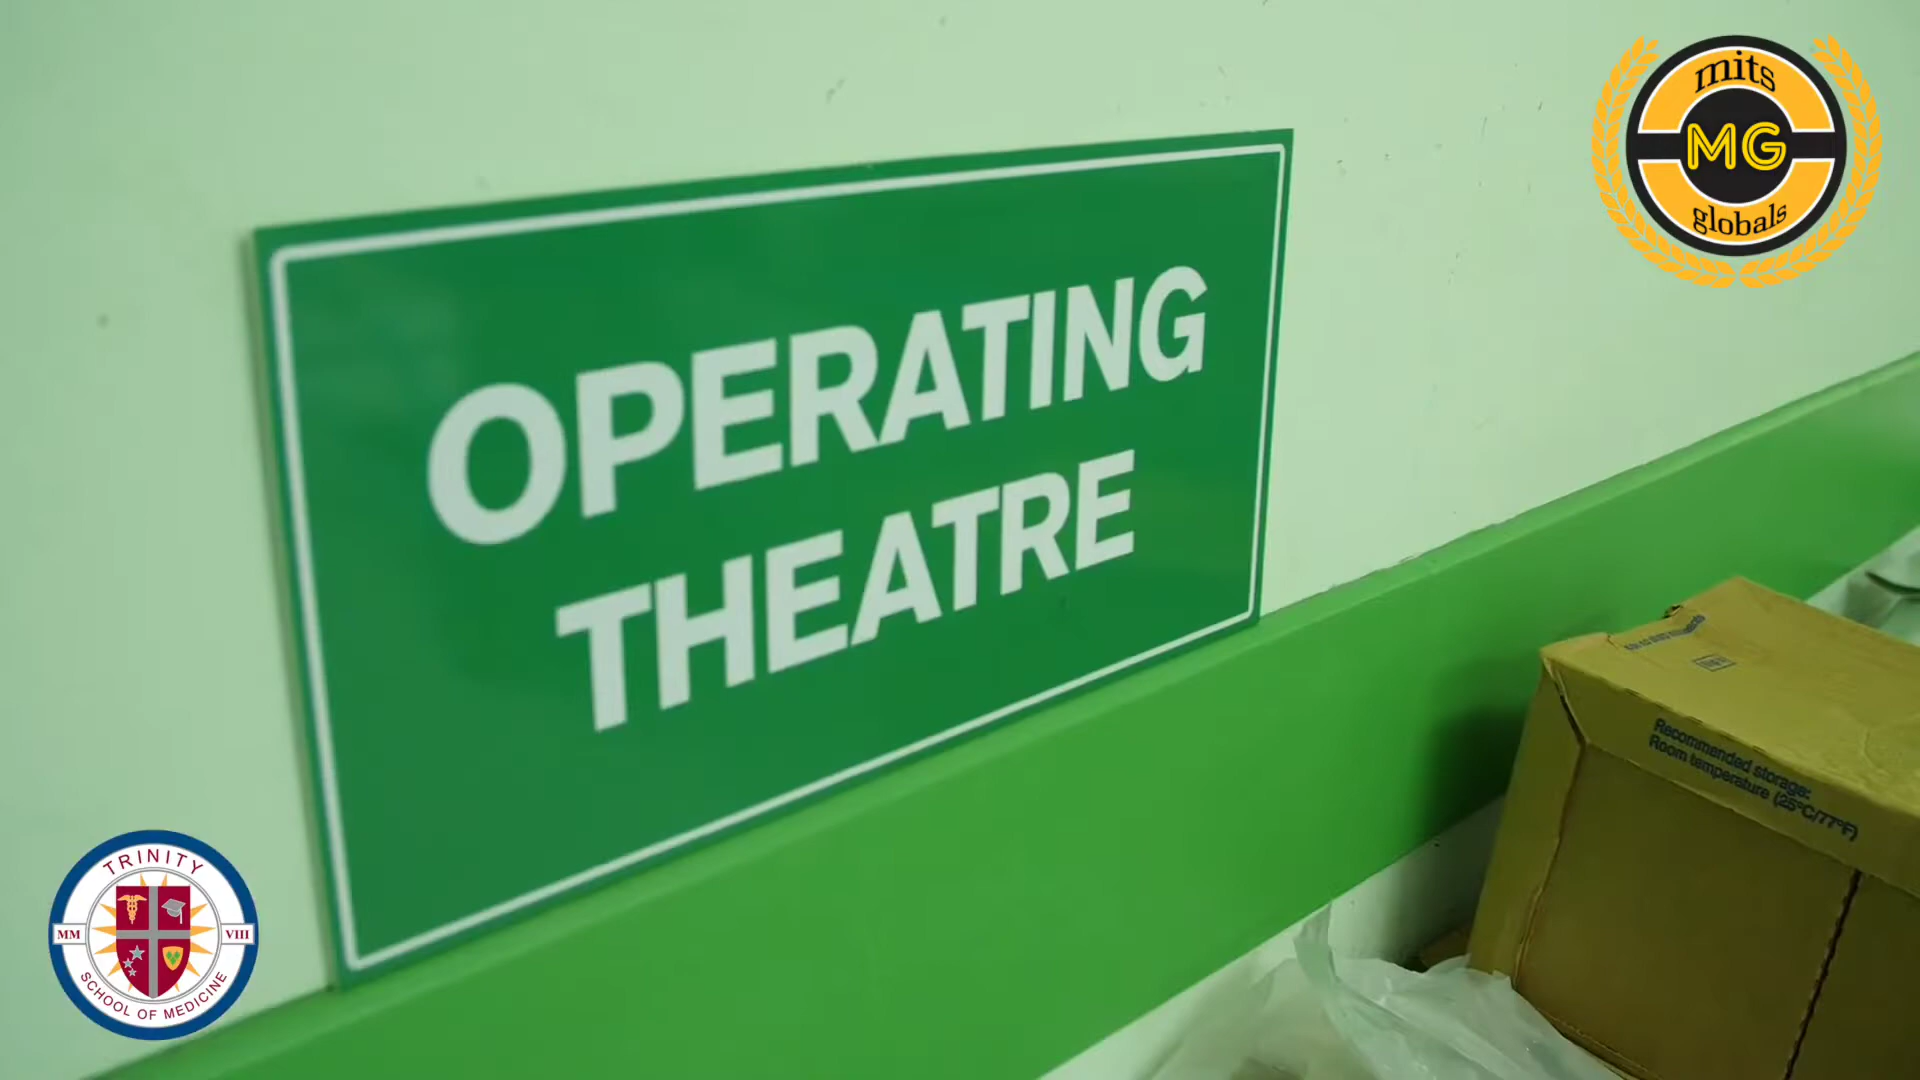 mits
MG
globals
OPERATING
THEATRE
Recommended storage:
Room temperature (25°C/77°F)
TRINITY
MM VIII
SCHOOL OF MEDICINE